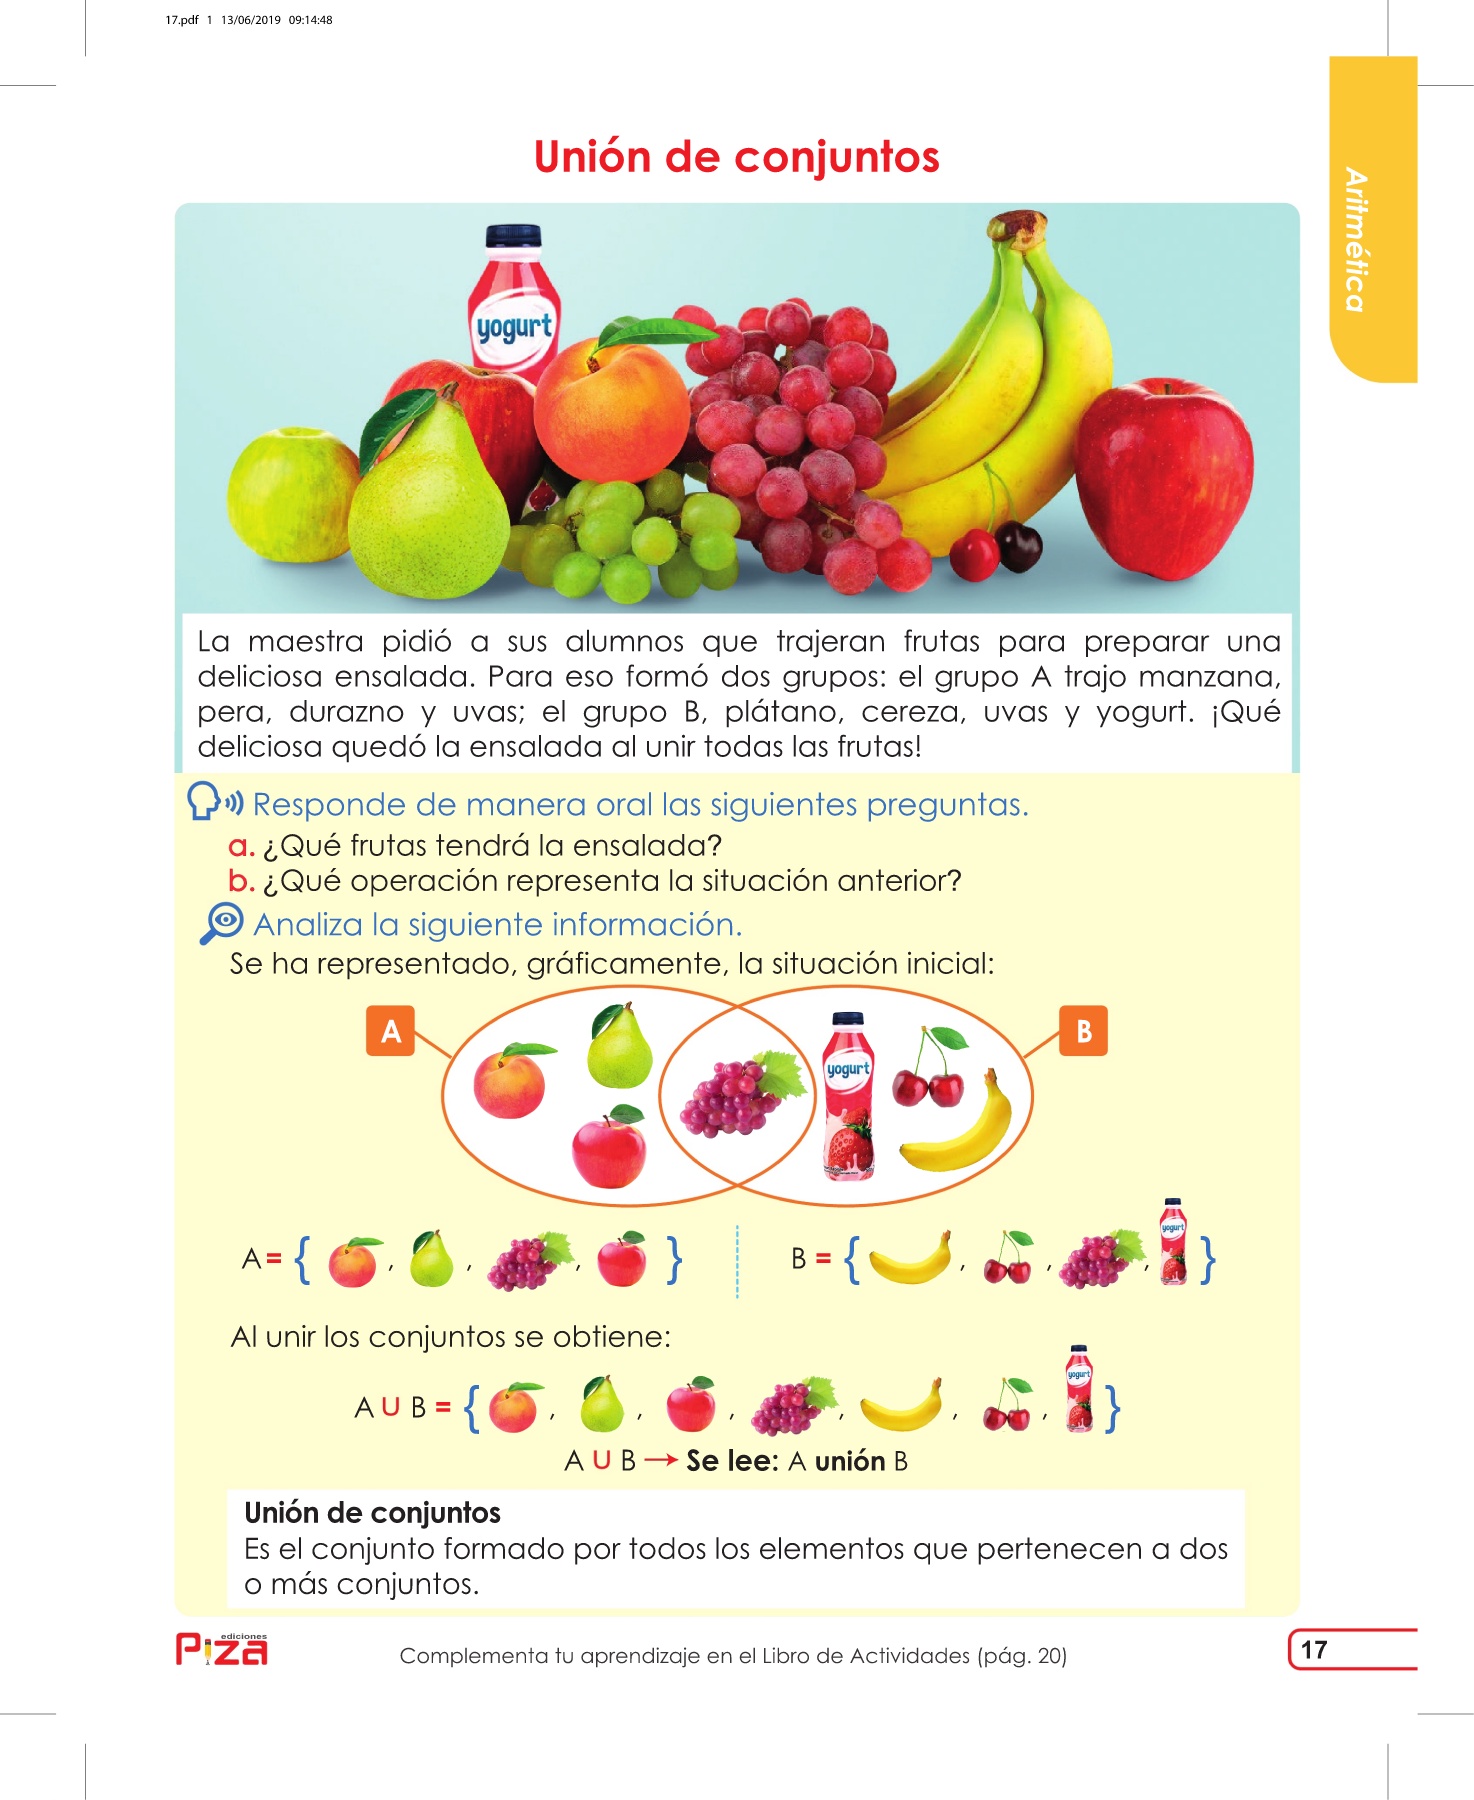 17.pdf 1 13/06/2019 09:14:48
Aritmética
Unión de conjuntos
yogurt
La maestra pidió a sus alumnos que trajeran frutas para preparar una
deliciosa ensalada. Para eso formó dos grupos: el grupo A trajo manzana,
pera, durazno y uvas; el grupo B, plátano, cereza, uvas y yogurt. ¡Qué
deliciosa quedó la ensalada al unir todas las frutas!
Responde de manera oral las siguientes preguntas.
a. ¿Qué frutas tendrá la ensalada?
b. ¿Qué operación representa la situación anterior?
Analiza la siguiente información.
Se ha representado, gráficamente, la situación inicial:
A
B
yogurt
A = { , , , }
B = { , , , }
yogurt
Al unir los conjuntos se obtiene:
A ∪ B = { , , , , , , }
yogurt
A ∪ B → Se lee: A unión B
Unión de conjuntos
Es el conjunto formado por todos los elementos que pertenecen a dos
o más conjuntos.
ediciones
Piza
Complementa tu aprendizaje en el Libro de Actividades (pág. 20)
17